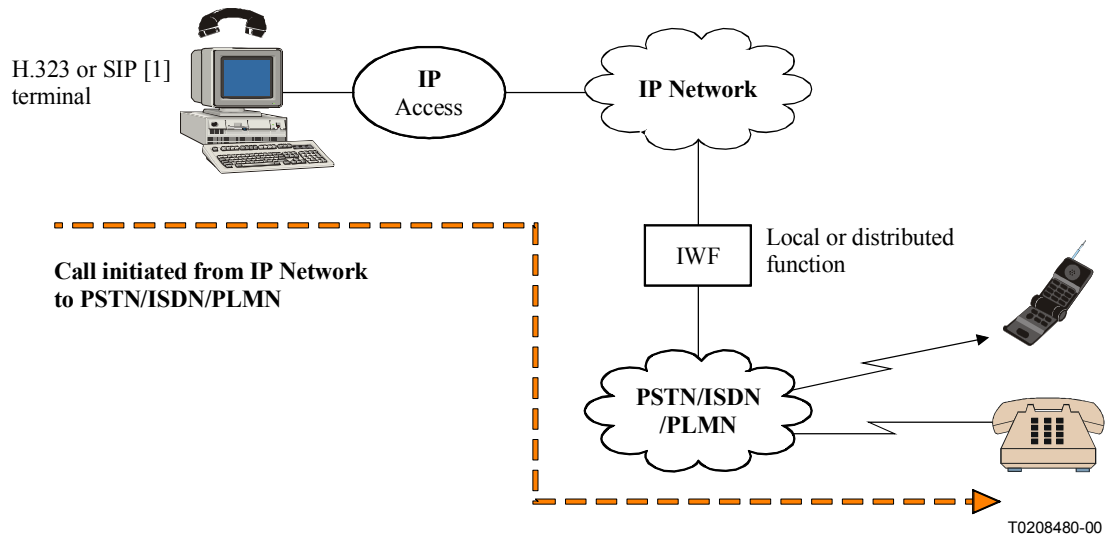 H.323 or SIP [1]
terminal
IP
Access
IP Network
IWF
Local or distributed
function
Call initiated from IP Network
to PSTN/ISDN/PLMN
PSTN/ISDN
/PLMN
T0208480-00